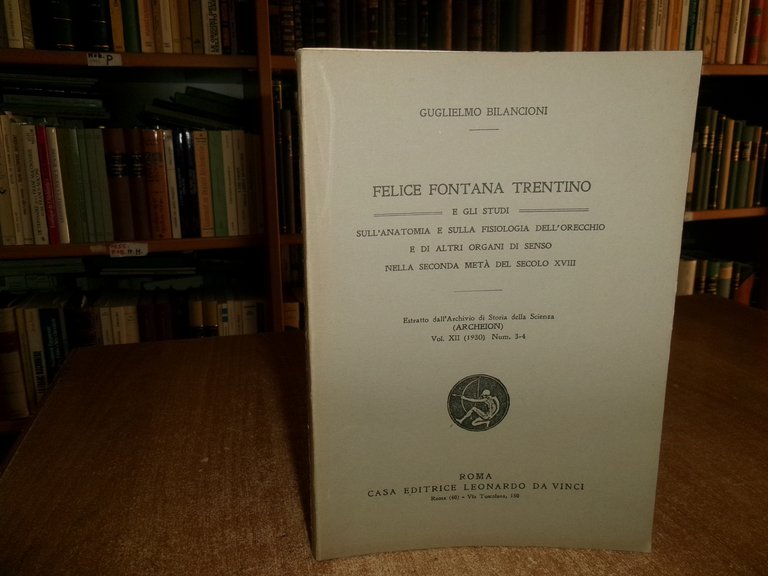 GUGLIELMO BILANCIONI
FELICE FONTANA TRENTINO
E GLI STUDI
SULL'ANATOMIA E SULLA FISIOLOGIA DELL'ORECCHIO
E DI ALTRI ORGANI DI SENSO
NELLA SECONDA METÀ DEL SECOLO XVIII
Estratto dall'Archivio di Storia della Scienza
(ARCHEION)
Vol. XII (1930) Num. 3-4
ROMA
CASA EDITRICE LEONARDO DA VINCI
Roma (40) - Via Tuscolana, 150